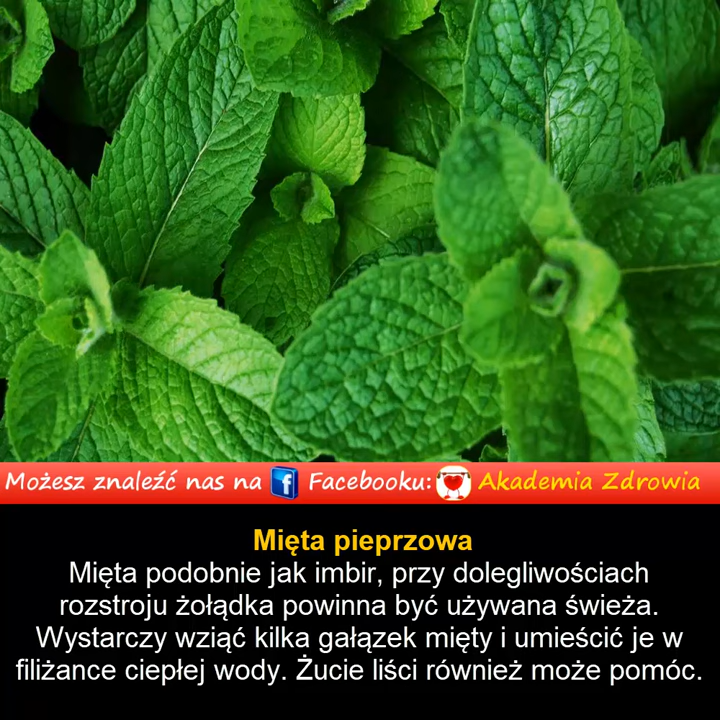 Możesz znaleźć nas na Facebooku: Akademia Zdrowia
Mięta pieprzowa
Mięta podobnie jak imbir, przy dolegliwościach
rozstroju żołądka powinna być używana świeża.
Wystarczy wziąć kilka gałązek mięty i umieścić je w
filiżance ciepłej wody. Żucie liści również może pomóc.